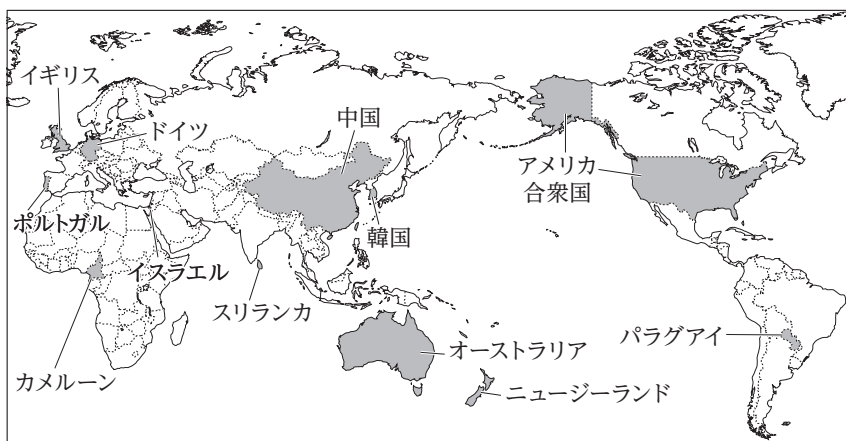 イギリス
ドイツ
中国
アメリカ
合衆国
ポルトガル
韓国
イスラエル
スリランカ
カメルーン
オーストラリア
パラグアイ
ニュージーランド